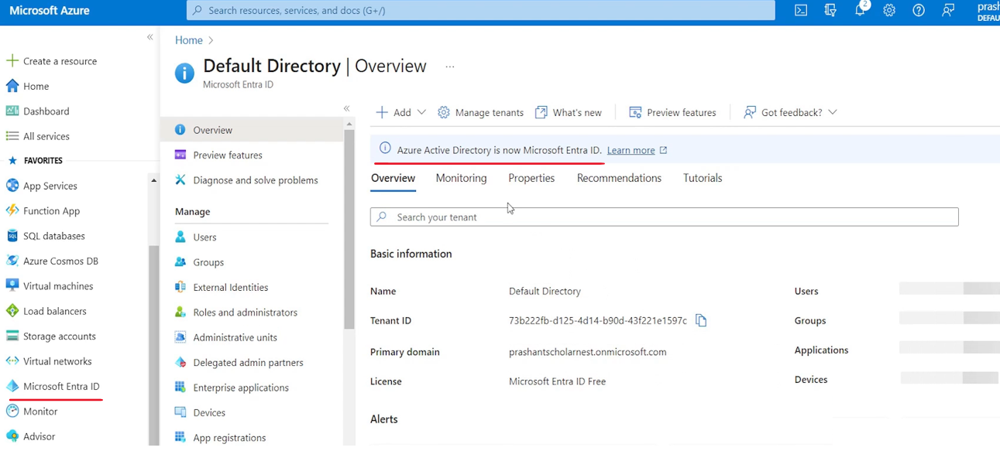 Microsoft Azure
Search resources, services, and docs (G+/)
2
prash
DEFAU
Create a resource
Home
Dashboard
All services
FAVORITES
App Services
Function App
SQL databases
Azure Cosmos DB
Virtual machines
Load balancers
Storage accounts
Virtual networks
Microsoft Entra ID
Monitor
Advisor
Home
Default Directory | Overview
Microsoft Entra ID
Overview
Preview features
Diagnose and solve problems
Manage
Users
Groups
External Identities
Roles and administrators
Administrative units
Delegated admin partners
Enterprise applications
Devices
App registrations
Add
Manage tenants
What's new
Preview features
Got feedback?
Azure Active Directory is now Microsoft Entra ID. Learn more
Overview Monitoring Properties Recommendations Tutorials
Search your tenant
Basic information
Name Default Directory Users
Tenant ID 73b222fb-d125-4d14-b90d-43f221e1597c Groups
Primary domain prashantscholarnest.onmicrosoft.com Applications
License Microsoft Entra ID Free Devices
Alerts